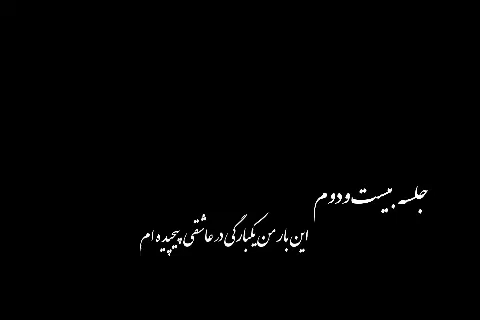 جلسه بیست و دوم
این بار من یکبارگی در عاشقی پیچیده ام